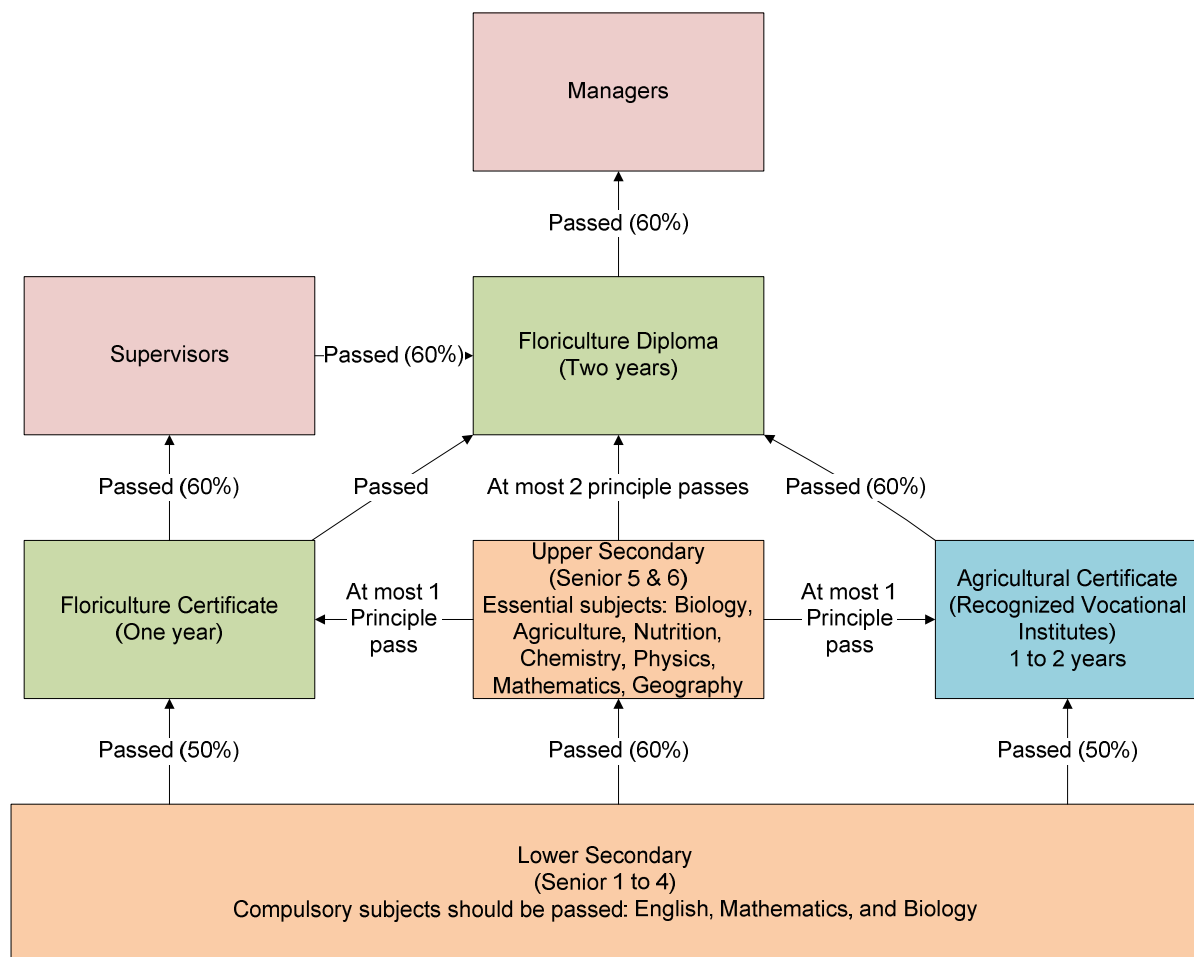 Managers
Passed (60%)
Supervisors
Passed (60%)
Floriculture Diploma
(Two years)
Passed (60%)
Passed
At most 2 principle passes
Passed (60%)
Floriculture Certificate
(One year)
At most 1
Principle
pass
Upper Secondary
(Senior 5 & 6)
Essential subjects: Biology,
Agriculture, Nutrition,
Chemistry, Physics,
Mathematics, Geography
At most 1
Principle
pass
Agricultural Certificate
(Recognized Vocational
Institutes)
1 to 2 years
Passed (50%)
Passed (60%)
Passed (50%)
Lower Secondary
(Senior 1 to 4)
Compulsory subjects should be passed: English, Mathematics, and Biology